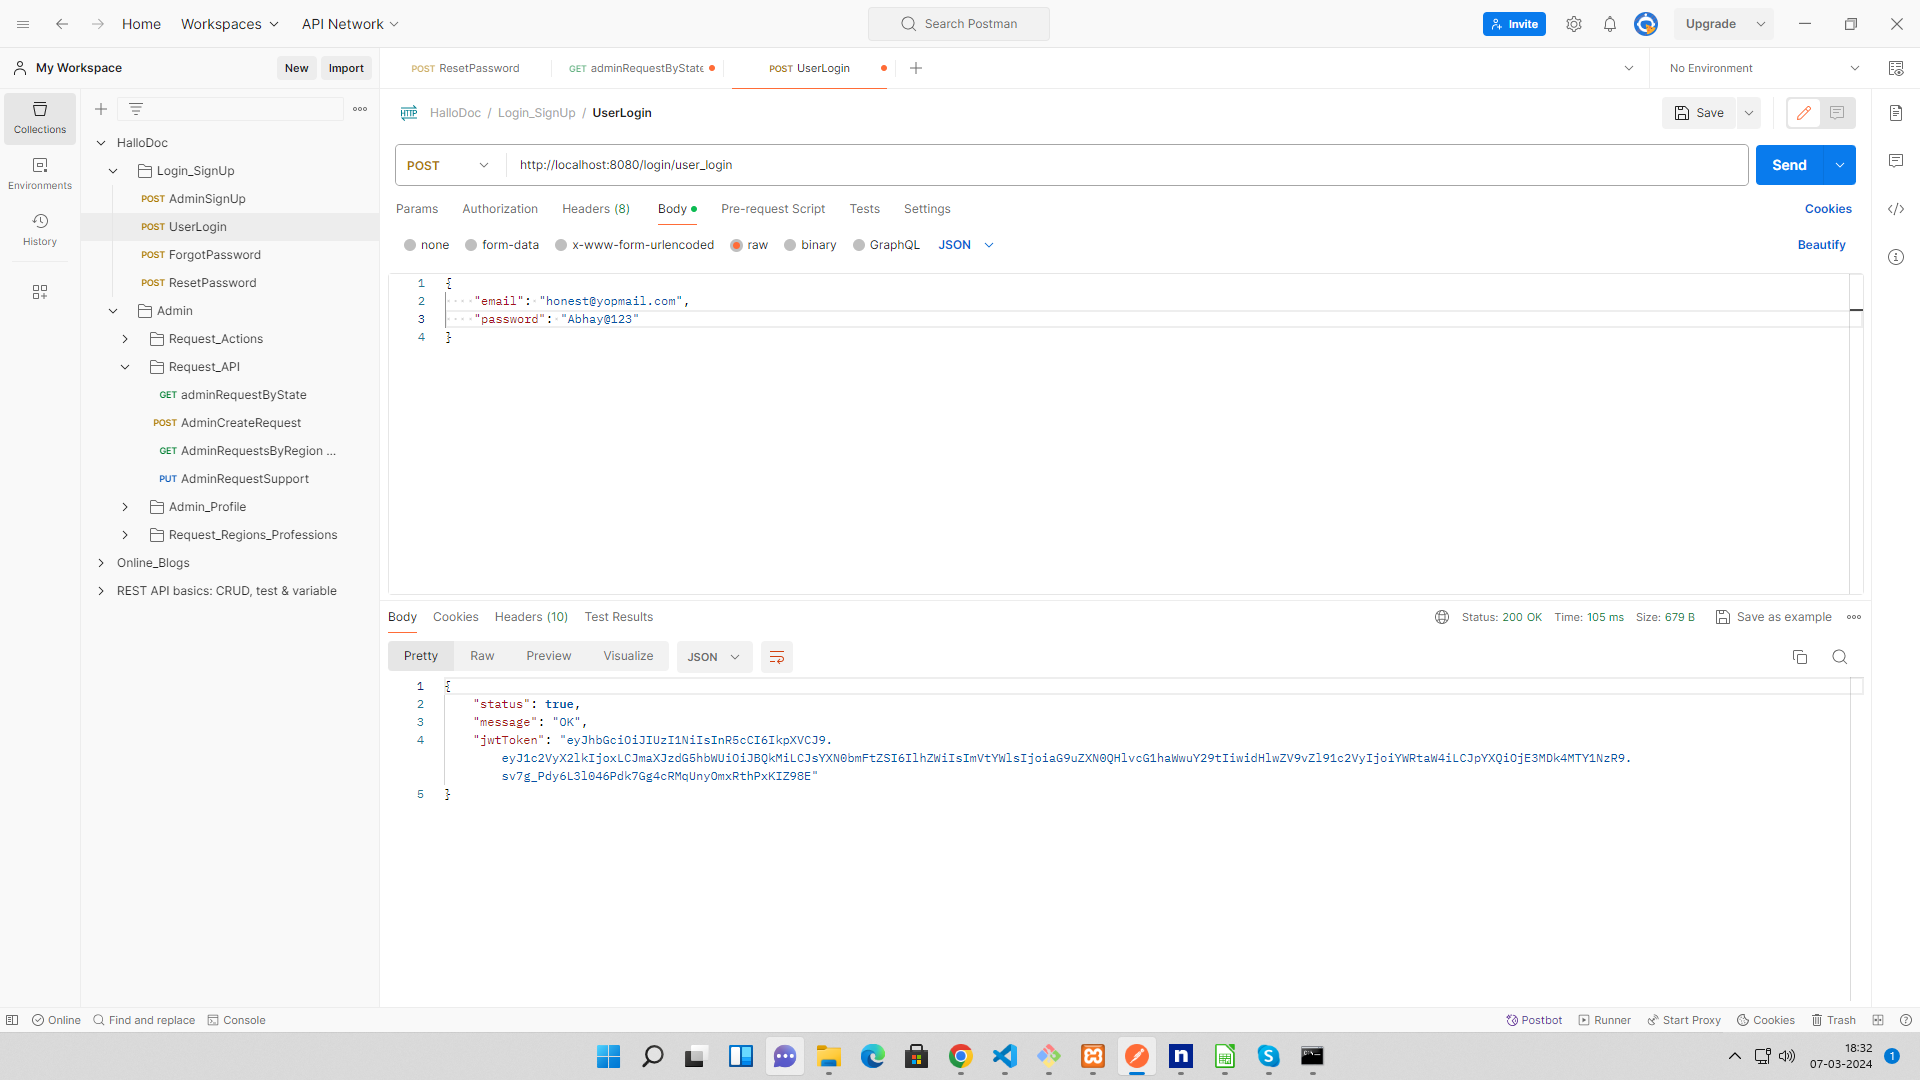 Home
Workspaces
API Network
Search Postman
Invite
Upgrade
My Workspace
New
Import
POST ResetPassword
GET adminRequestByState
POST UserLogin
No Environment
Collections
Environments
History
HalloDoc
Login_SignUp
POST AdminSignUp
POST UserLogin
POST ForgotPassword
POST ResetPassword
Admin
Request_Actions
Request_API
GET adminRequestByState
POST AdminCreateRequest
GET AdminRequestsByRegion ...
PUT AdminRequestSupport
Admin_Profile
Request_Regions_Professions
Online_Blogs
REST API basics: CRUD, test & variable
HTTP HalloDoc / Login_SignUp / UserLogin
Save
POST
http://localhost:8080/login/user_login
Send
Params Authorization Headers (8) Body Pre-request Script Tests Settings
Cookies
none form-data x-www-form-urlencoded raw binary GraphQL JSON
Beautify
1 {
2 ····"email":·"honest@yopmail.com",
3 ····"password":·"Abhay@123"
4 }
Body Cookies Headers (10) Test Results
Status: 200 OK Time: 105 ms Size: 679 B Save as example
Pretty Raw Preview Visualize JSON
1 {
2 "status": true,
3 "message": "OK",
4 "jwtToken": "eyJhbGciOiJIUzI1NiIsInR5cCI6IkpXVCJ9.
eyJ1c2VyX2lkIjoxLCJmaXJzdG5hbWUiOiJBQkMiLCJsYXN0bmFtZSI6IlhZWiIsImVtYWlsIjoiaG9uZXN0QHlvcG1haWwuY29tIiwidHlwZV9vZl91c2VyIjoiYWRtaW4iLCJpYXQiOjE3MDk4MTY1NzR9.
sv7g_Pdy6L3l046Pdk7Gg4cRMqUnyOmxRthPxKIZ98E"
5 }
Online
Find and replace
Console
Postbot
Runner
Start Proxy
Cookies
Trash
18:32
07-03-2024
1